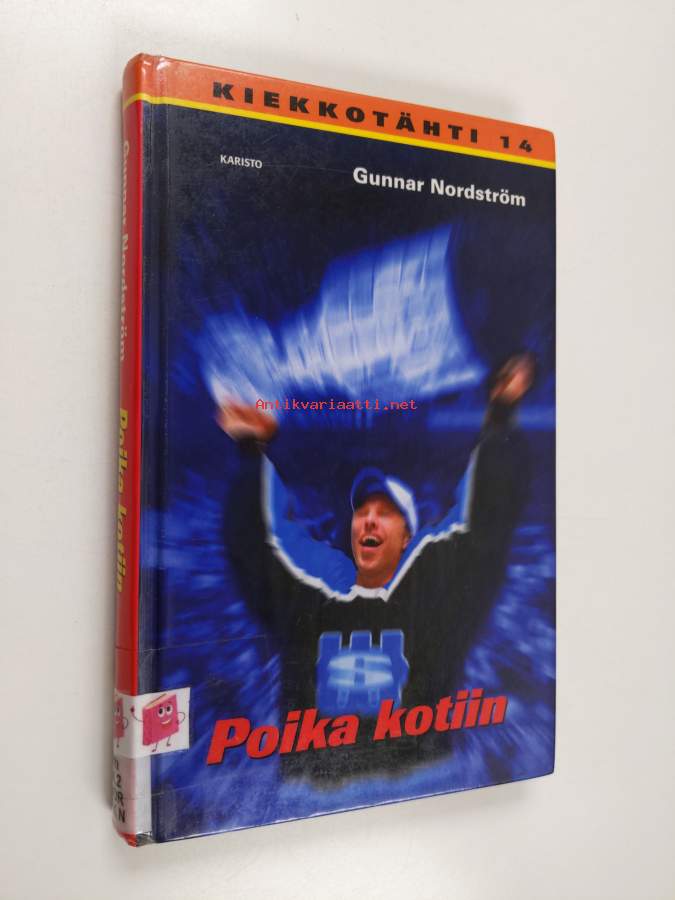 KIEKKOTÄHTI 14
KARISTO
Gunnar Nordström
Antikvariaatti.net
Poika kotiin
Gunnar Nordström
Poika kotiin